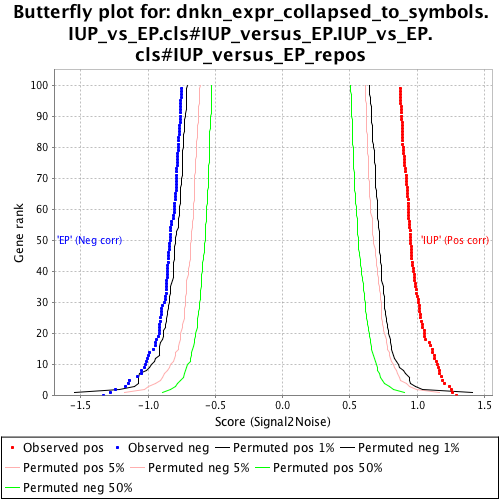 Butterfly plot for: dnkn_expr_collapsed_to_symbols.
IUP_vs_EP.cls#IUP_versus_EP.IUP_vs_EP.
cls#IUP_versus_EP_repos
Gene rank
100
90
80
70
60
50
40
30
20
10
0
'EP' (Neg corr)
'IUP' (Pos corr)
-1.5 -1.0 -0.5 0.0 0.5 1.0 1.5
Score (Signal2Noise)
Observed pos Observed neg Permuted pos 1% Permuted neg 1%
Permuted pos 5% Permuted neg 5% Permuted pos 50%
Permuted neg 50%